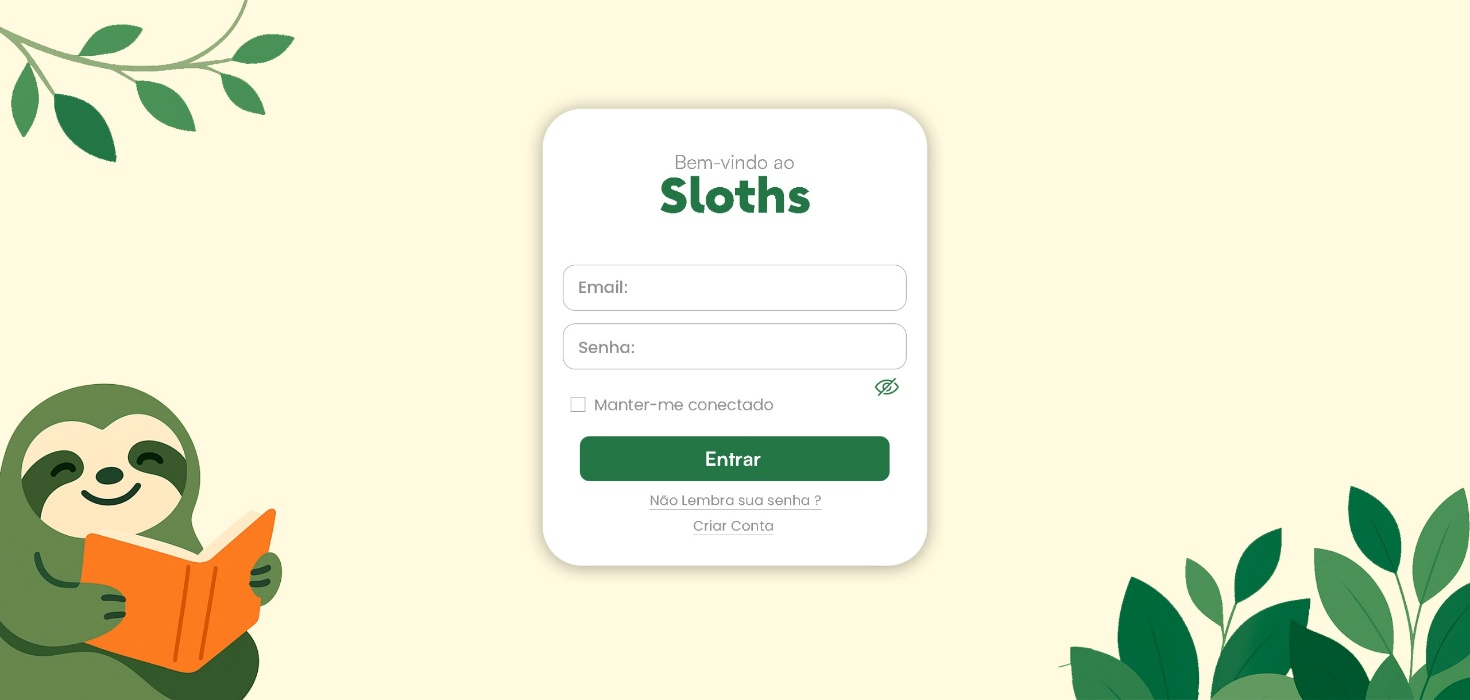 Bem-vindo ao
Sloths
Email:
Senha:
Manter-me conectado
Entrar
Não Lembra sua senha ?
Criar Conta